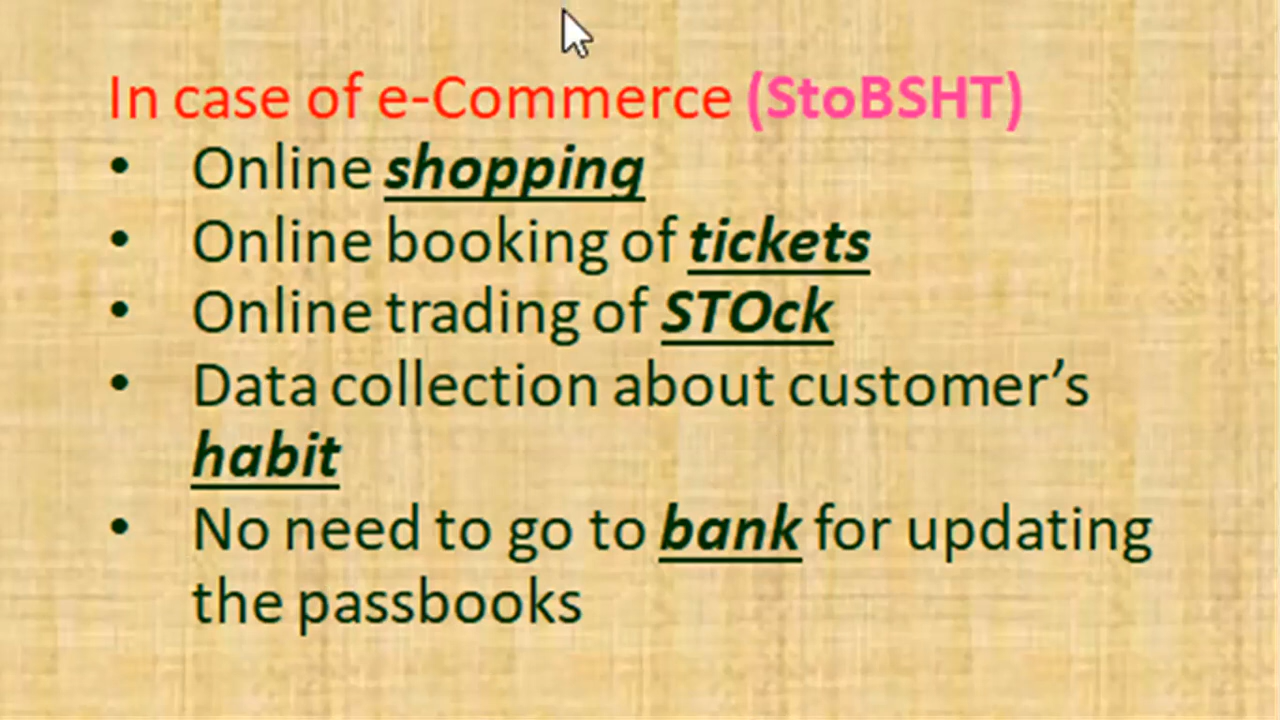 In case of e-Commerce (StoBSHT)
• Online shopping
• Online booking of tickets
• Online trading of STOck
• Data collection about customer’s
habit
• No need to go to bank for updating
the passbooks